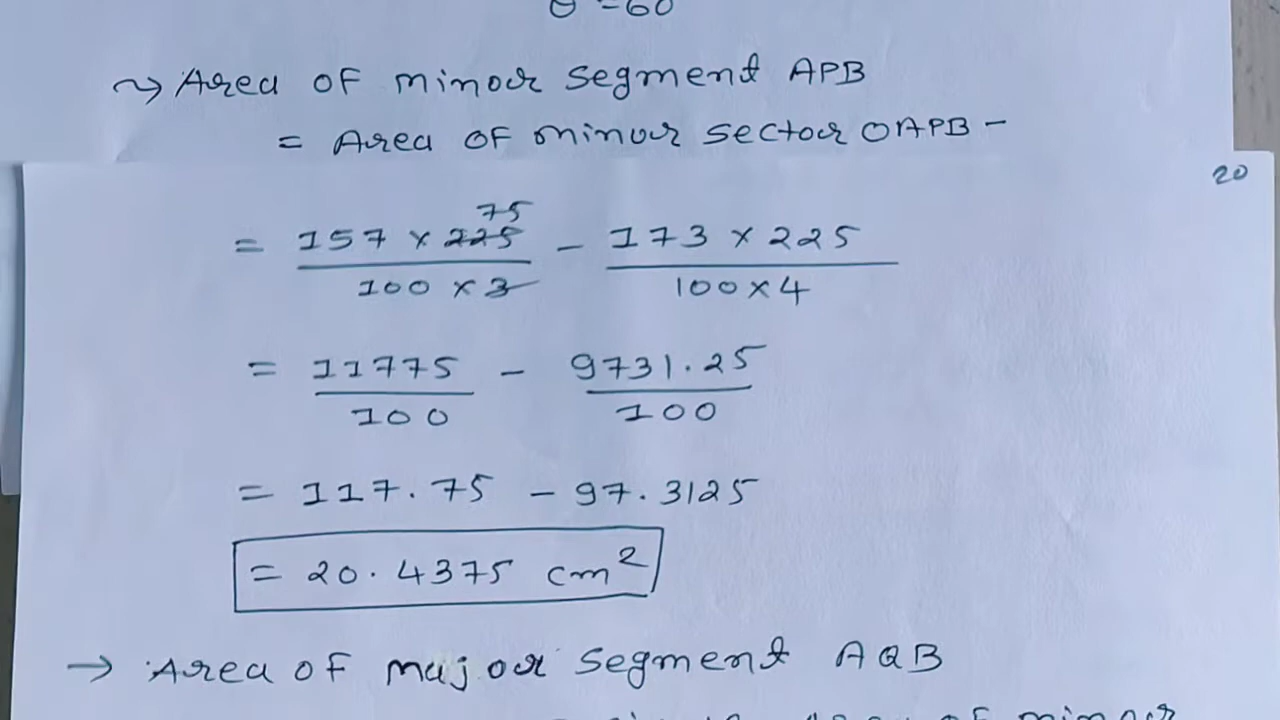 θ = 60
~> Area OF minor segment APB
= Area OF minor sector OAPB -
20
= 157 × 225 75 / 100 × 3 - 173 × 225 / 100 × 4
= 11775 / 100 - 9731.25 / 100
= 117.75 - 97.3125
= 20.4375 cm²
→ Area OF major segment AQB
OF minor